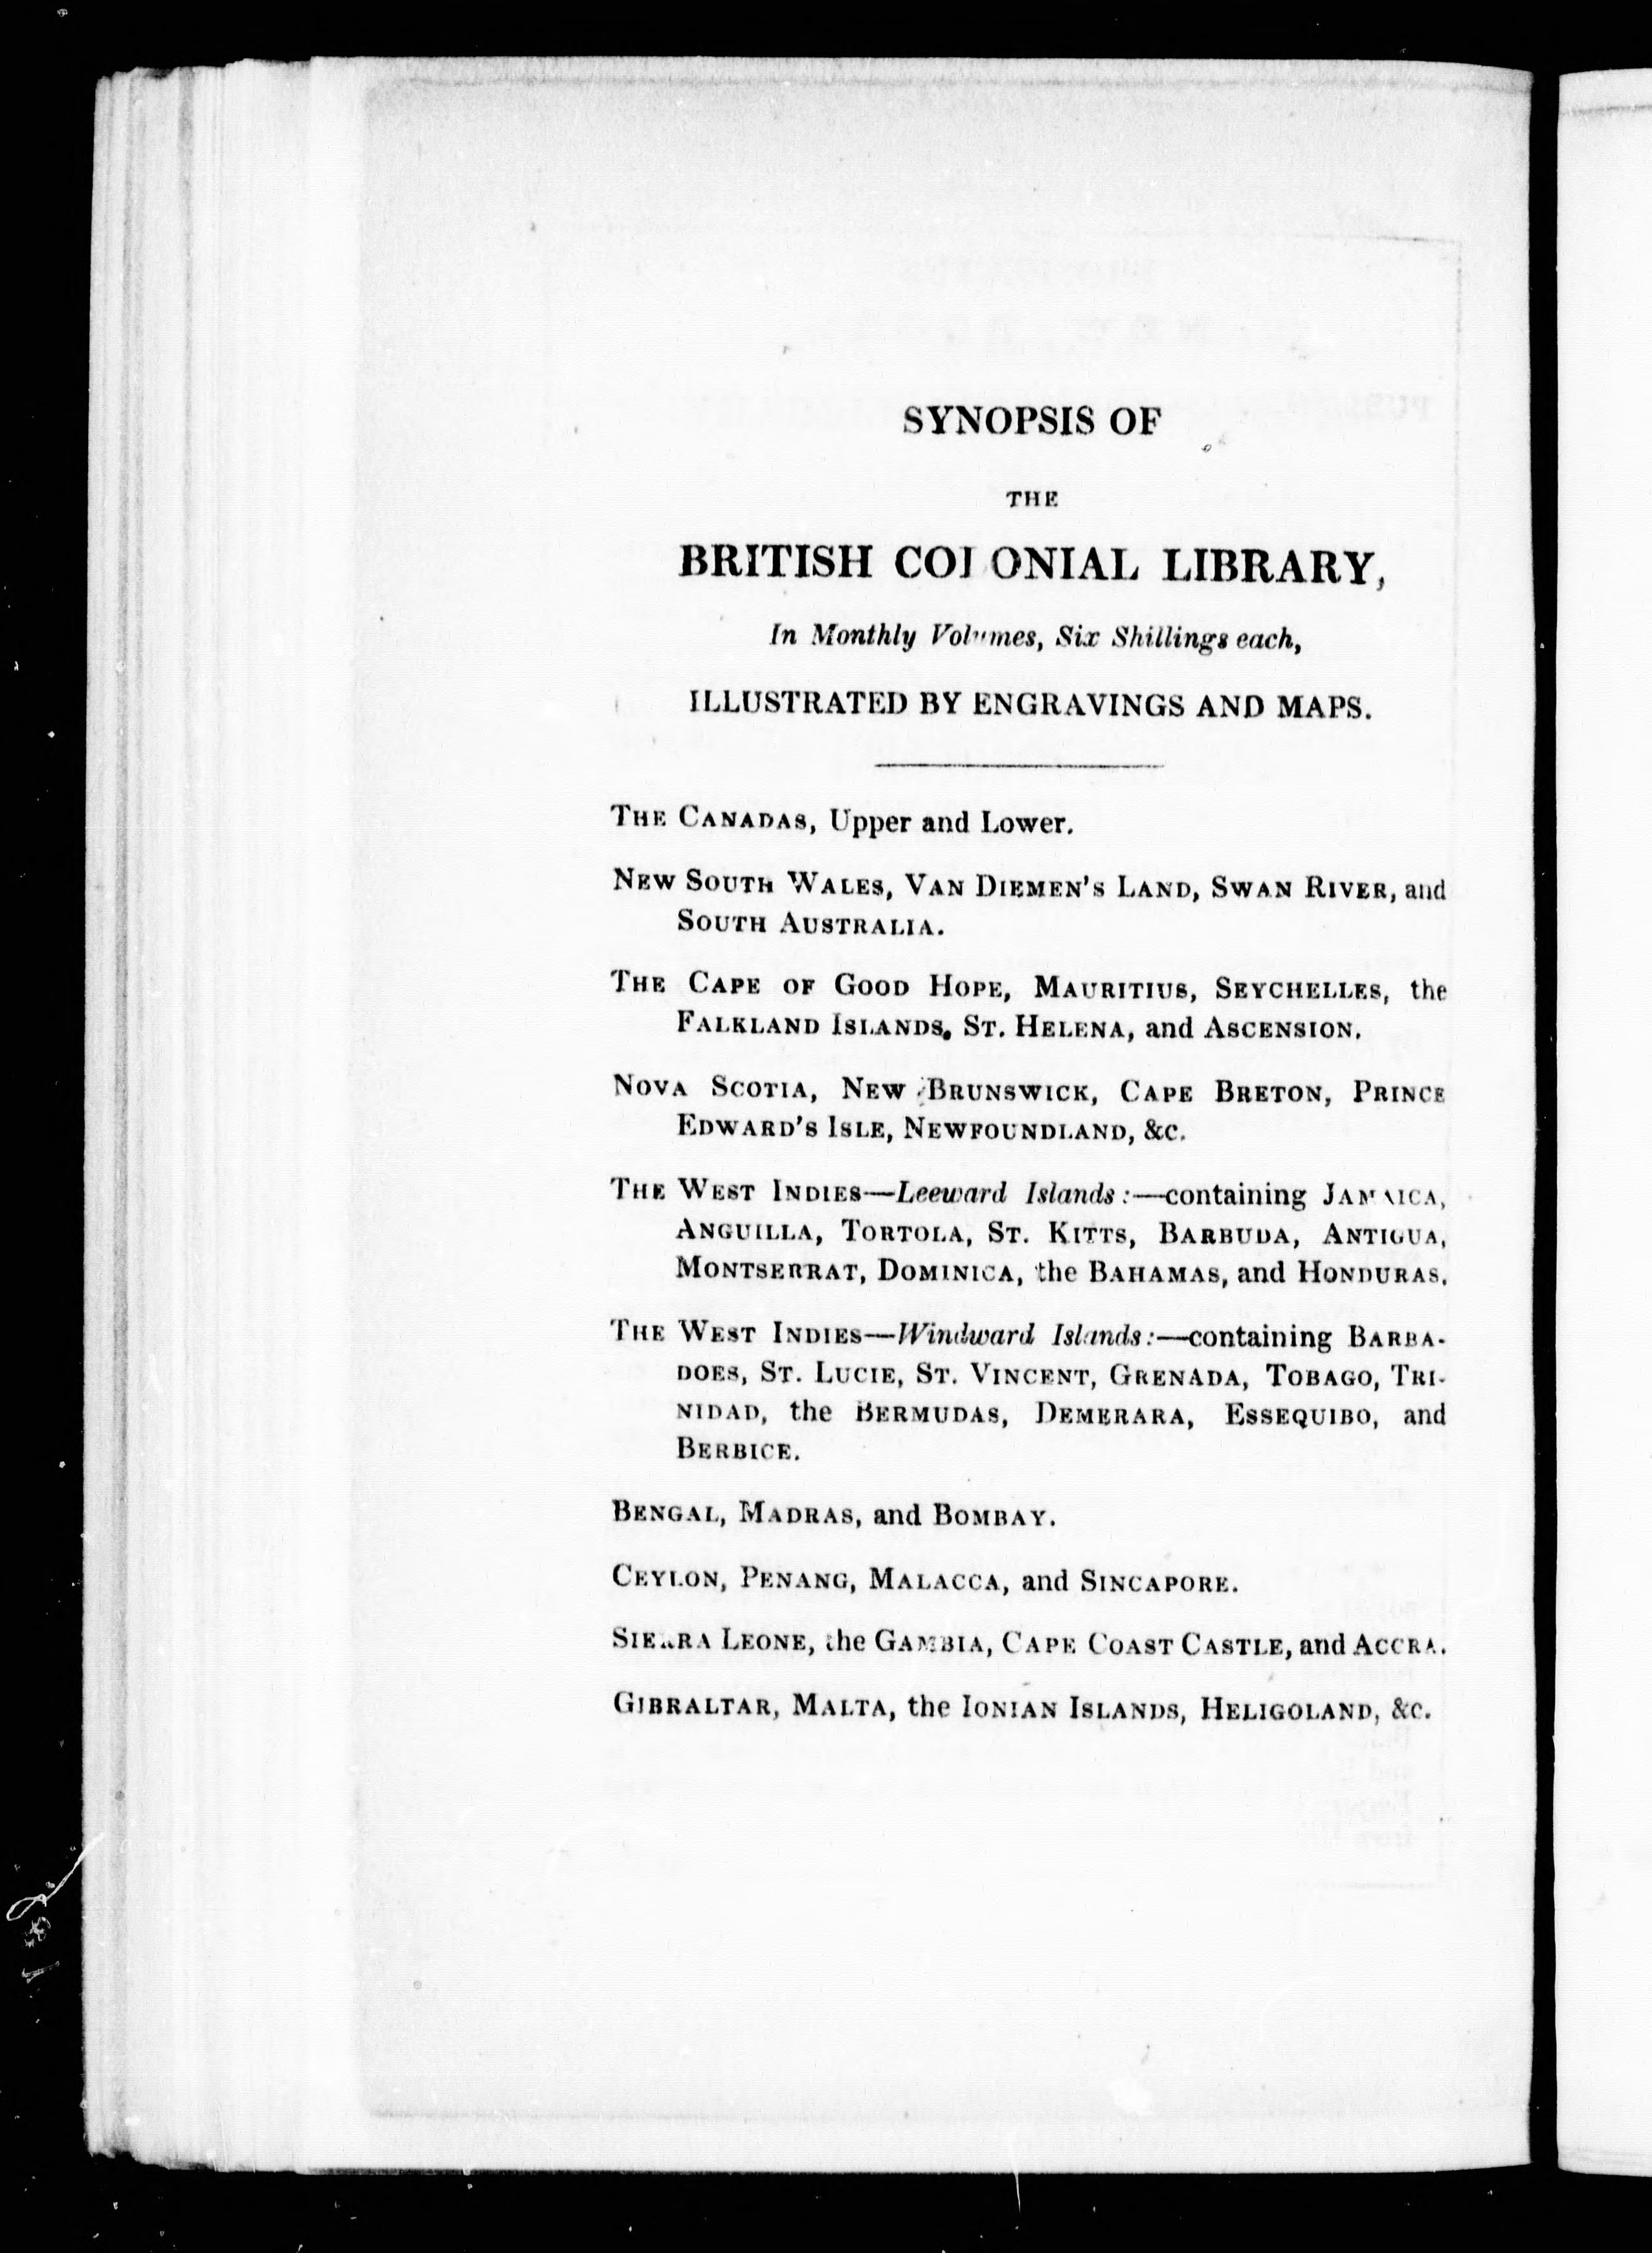 SYNOPSIS OF
THE
BRITISH COLONIAL LIBRARY,
In Monthly Volumes, Six Shillings each,
ILLUSTRATED BY ENGRAVINGS AND MAPS.
THE CANADAS, Upper and Lower.
NEW SOUTH WALES, VAN DIEMEN'S LAND, SWAN RIVER, and
SOUTH AUSTRALIA.
THE CAPE OF GOOD HOPE, MAURITIUS, SEYCHELLES, the
FALKLAND ISLANDS, ST. HELENA, and ASCENSION.
NOVA SCOTIA, NEW BRUNSWICK, CAPE BRETON, PRINCE
EDWARD'S ISLE, NEWFOUNDLAND, &c.
THE WEST INDIES—Leeward Islands:—containing JAMAICA,
ANGUILLA, TORTOLA, ST. KITTS, BARBUDA, ANTIGUA,
MONTSERRAT, DOMINICA, the BAHAMAS, and HONDURAS.
THE WEST INDIES—Windward Islands:—containing BARBA-
DOES, ST. LUCIE, ST. VINCENT, GRENADA, TOBAGO, TRI-
NIDAD, the BERMUDAS, DEMERARA, ESSEQUIBO, and
BERBICE.
BENGAL, MADRAS, and BOMBAY.
CEYLON, PENANG, MALACCA, and SINCAPORE.
SIERRA LEONE, the GAMBIA, CAPE COAST CASTLE, and ACCRA.
GIBRALTAR, MALTA, the IONIAN ISLANDS, HELIGOLAND, &c.